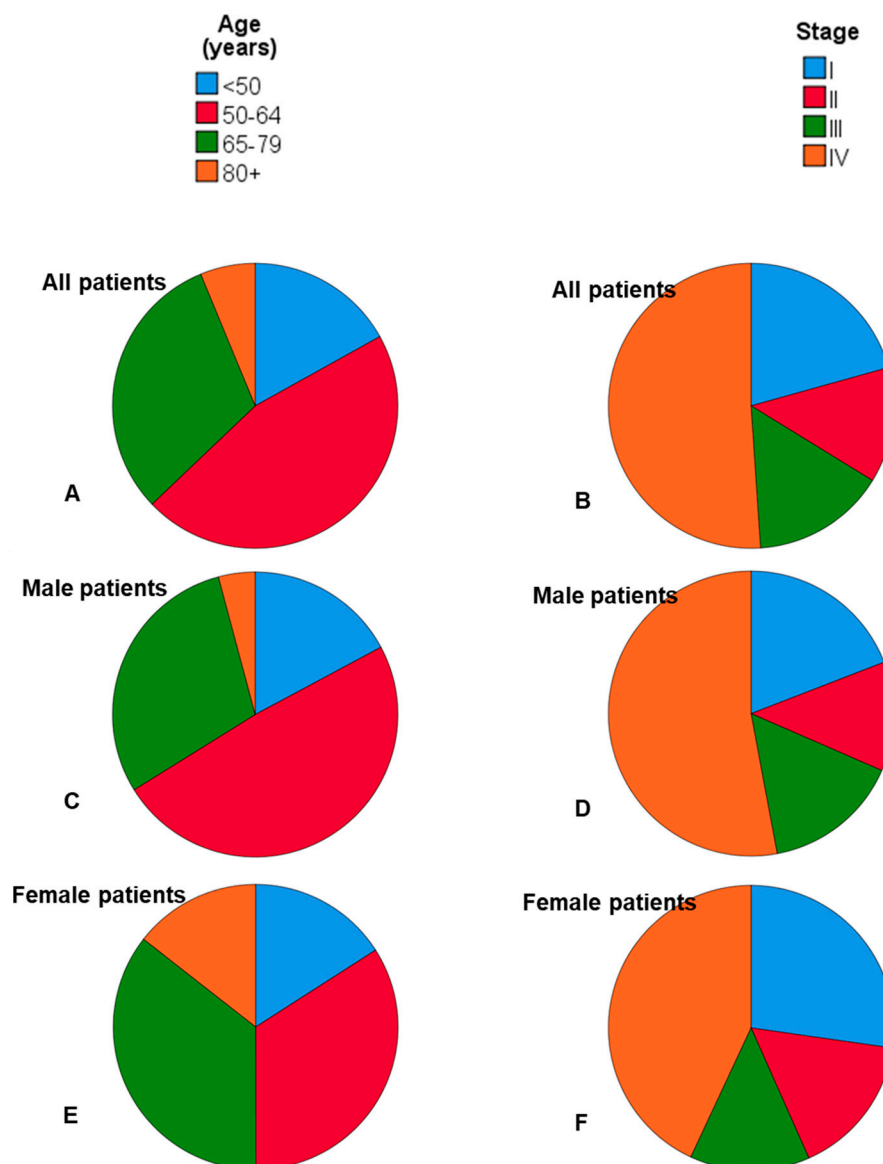 Age
(years)
<50
50-64
65-79
80+
Stage
I
II
III
IV
All patients
A
All patients
B
Male patients
C
Male patients
D
Female patients
E
Female patients
F